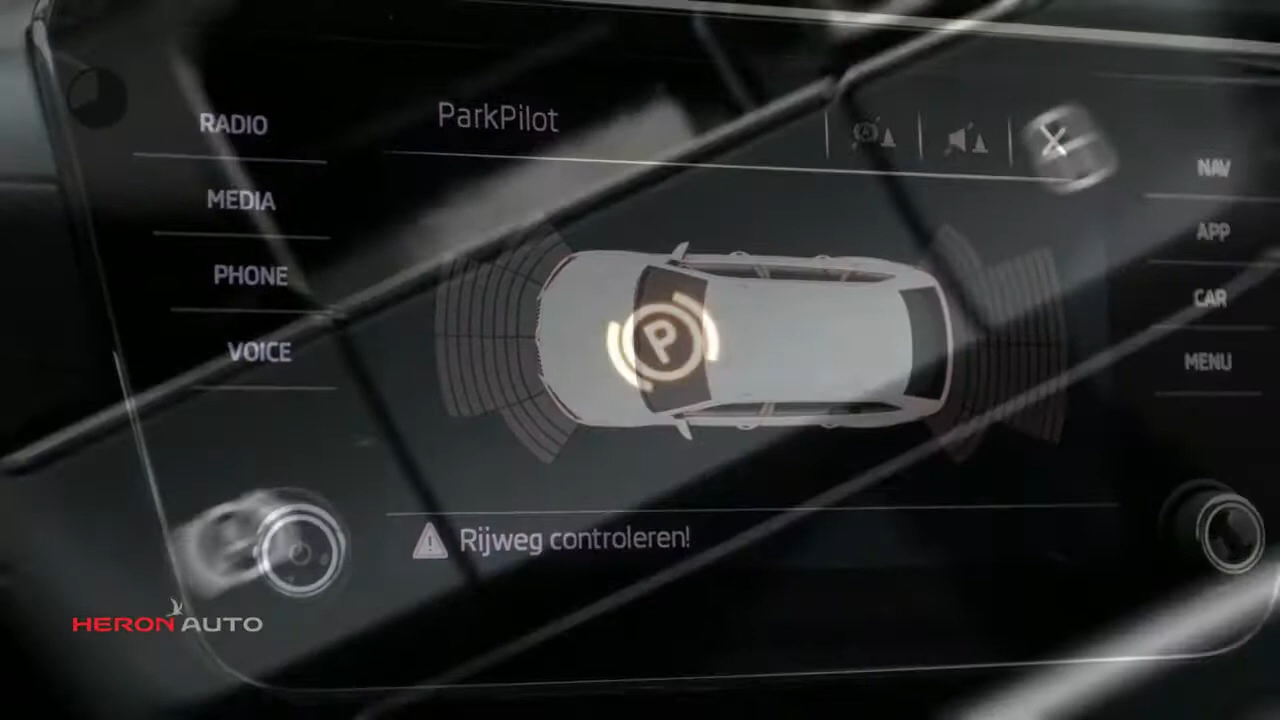 RADIO
MEDIA
PHONE
VOICE
ParkPilot
NAV
APP
CAR
MENU
P
Rijweg controleren!
HERON AUTO